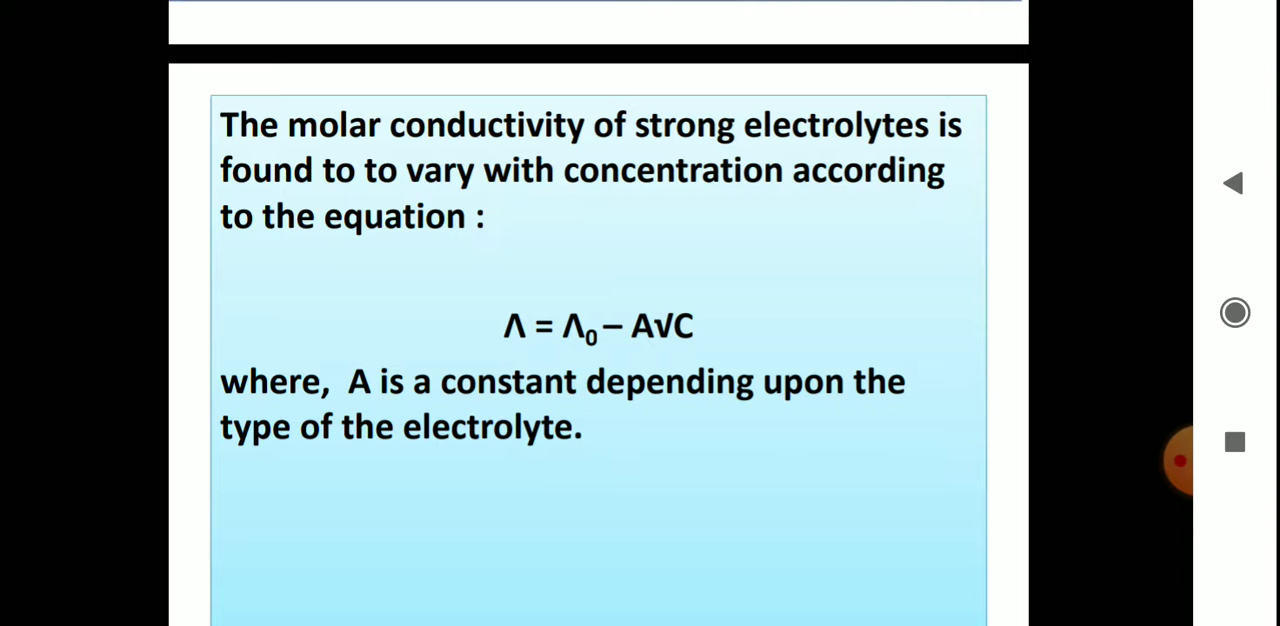 The molar conductivity of strong electrolytes is
found to to vary with concentration according
to the equation :
Λ = Λ₀ – A√C
where,  A is a constant depending upon the
type of the electrolyte.